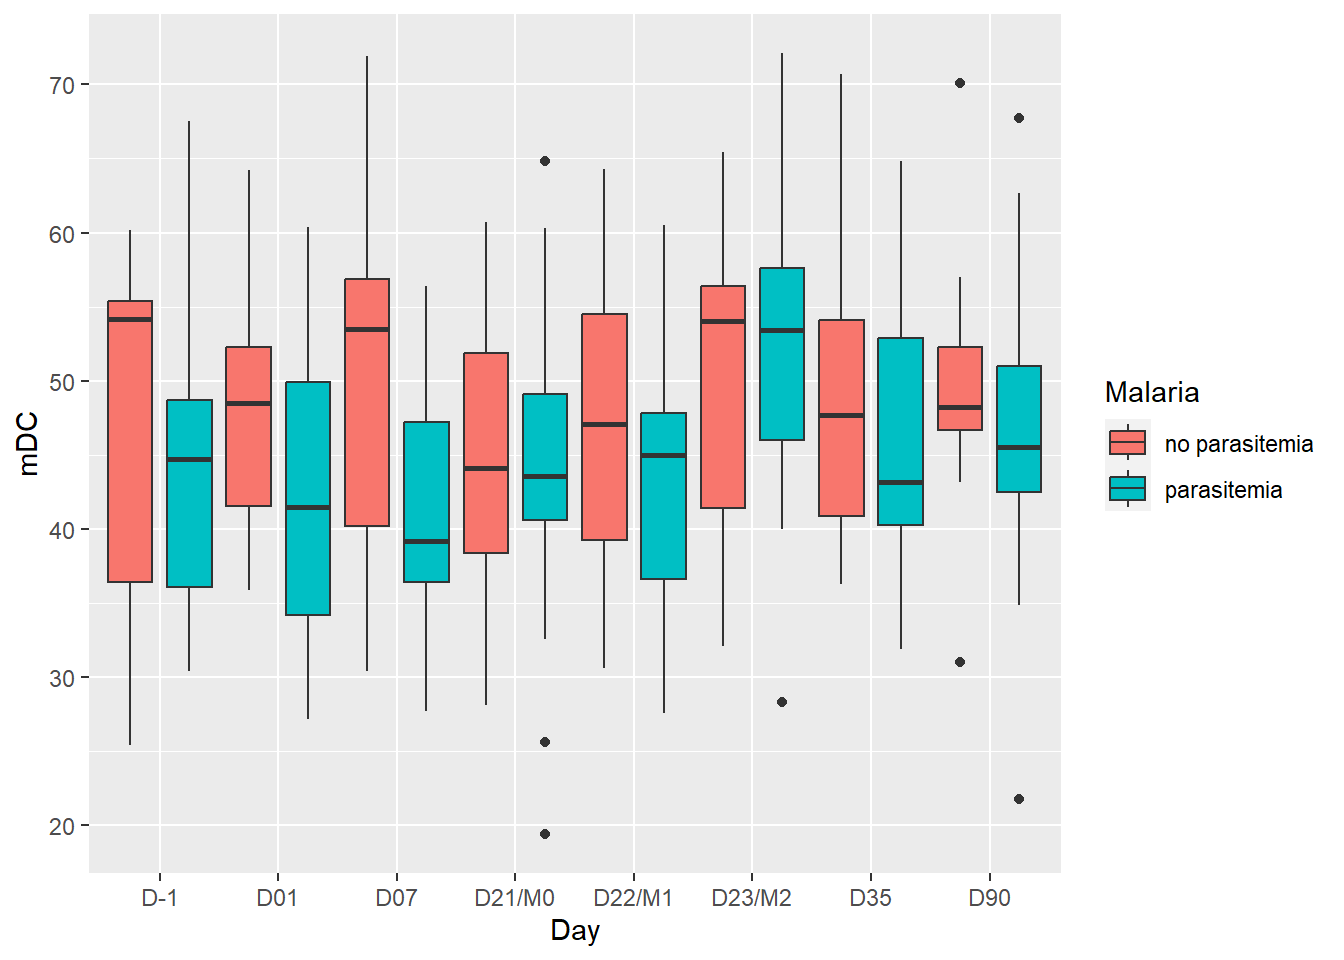 70
60
50
40
30
20
mDC
D-1 D01 D07 D21/M0 D22/M1 D23/M2 D35 D90
Day
Malaria
no parasitemia
parasitemia